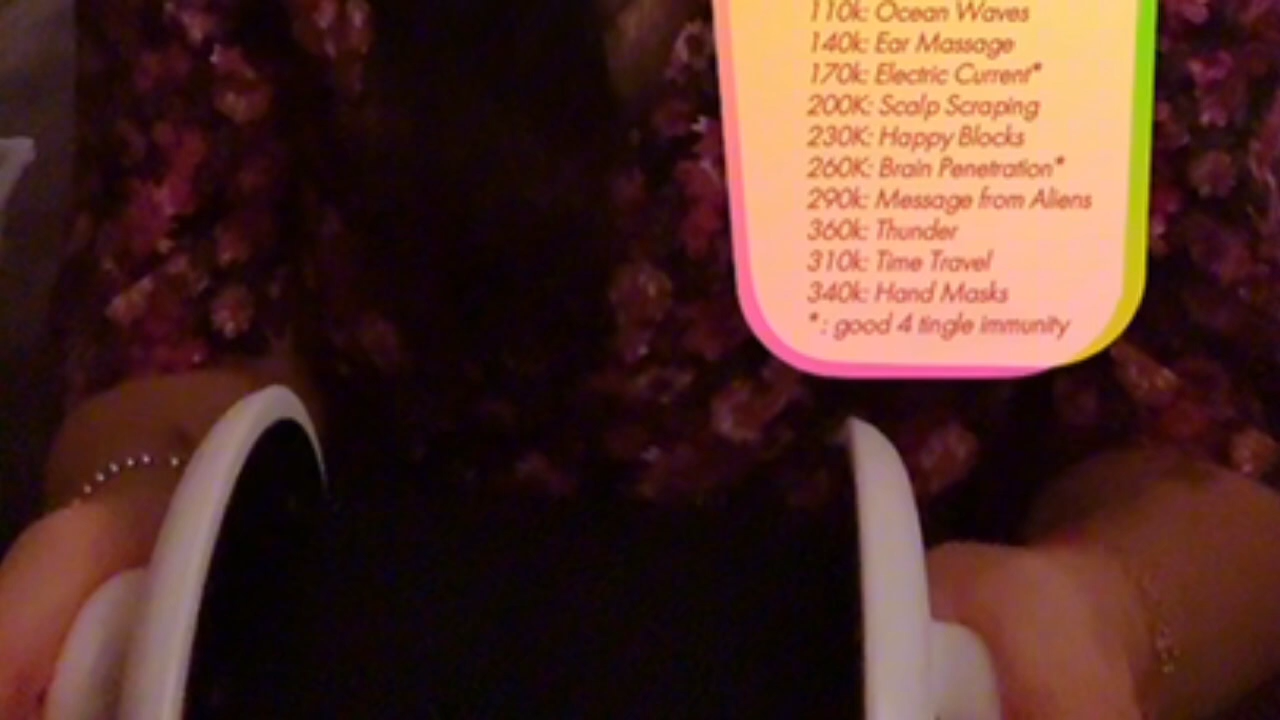 110k: Ocean Waves
140k: Ear Massage
170k: Electric Current*
200K: Scalp Scraping
230K: Happy Blocks
260K: Brain Penetration*
290k: Message from Aliens
360k: Thunder
310k: Time Travel
340k: Hand Masks
* : good 4 tingle immunity